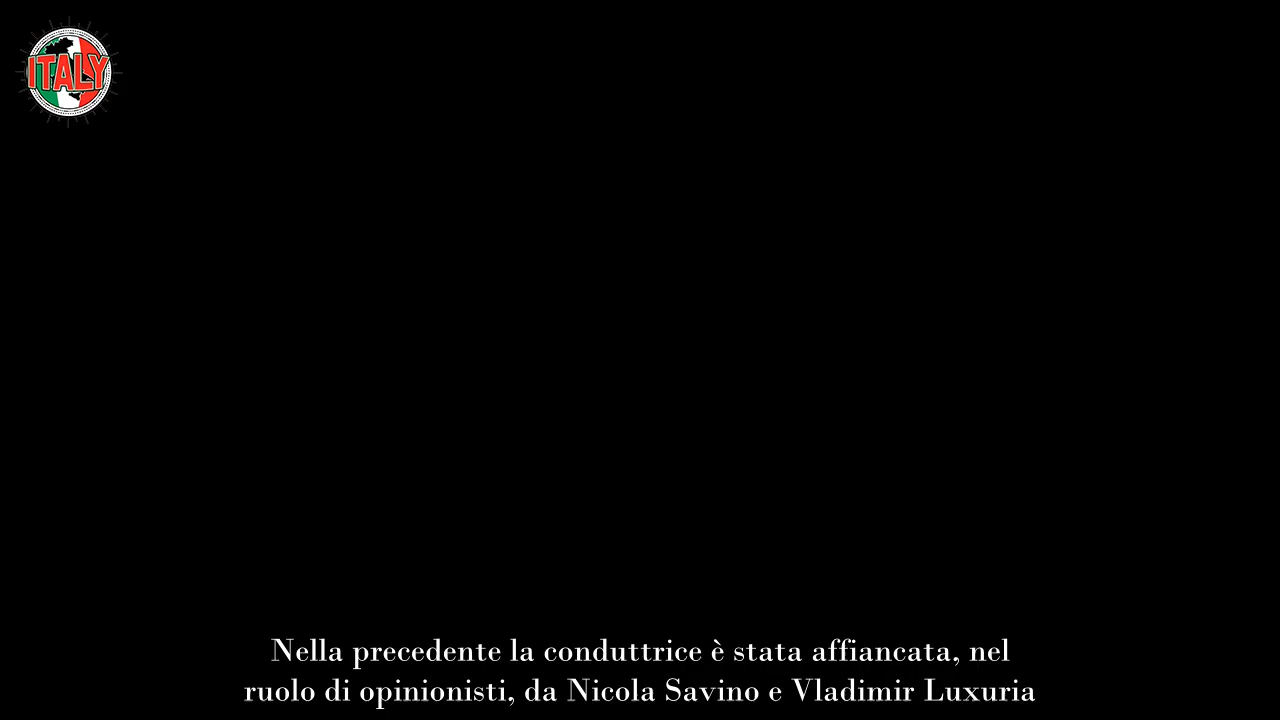 ITALY
Nella precedente la conduttrice è stata affiancata, nel
ruolo di opinionisti, da Nicola Savino e Vladimir Luxuria